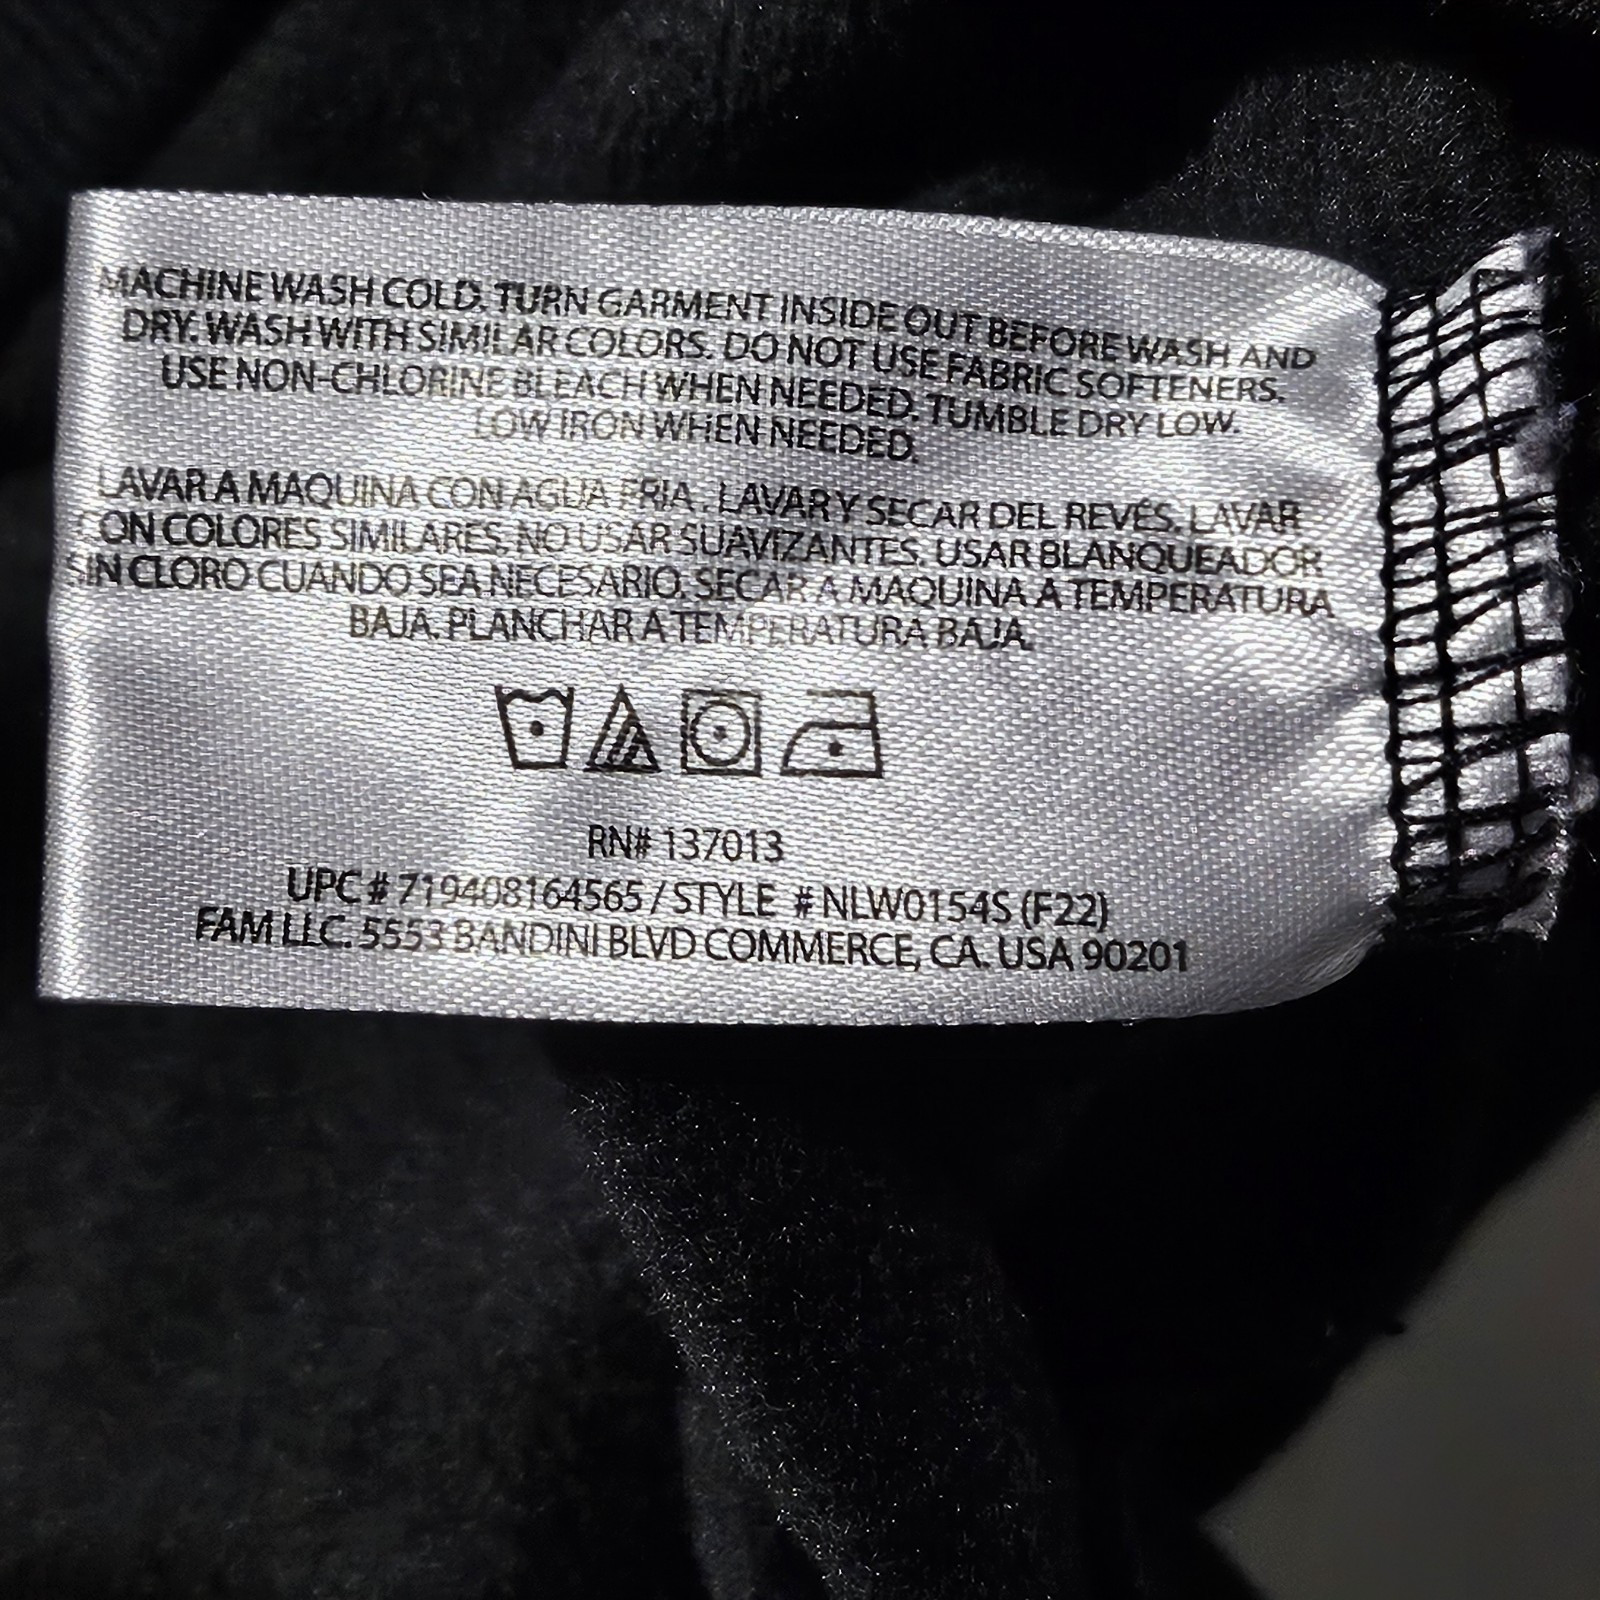 MACHINE WASH COLD. TURN GARMENT INSIDE OUT BEFORE WASH AND
DRY. WASH WITH SIMILAR COLORS. DO NOT USE FABRIC SOFTENERS.
USE NON-CHLORINE BLEACH WHEN NEEDED. TUMBLE DRY LOW.
LOW IRON WHEN NEEDED.
LAVAR A MAQUINA CON AGUA FRIA . LAVAR Y SECAR DEL REVÉS. LAVAR
CON COLORES SIMILARES. NO USAR SUAVIZANTES. USAR BLANQUEADOR
SIN CLORO CUANDO SEA NECESARIO. SECAR A MAQUINA A TEMPERATURA
BAJA. PLANCHAR A TEMPERATURA BAJA.
RN# 137013
UPC # 719408164565 / STYLE # NLW0154S (F22)
FAM LLC. 5553 BANDINI BLVD COMMERCE, CA. USA 90201